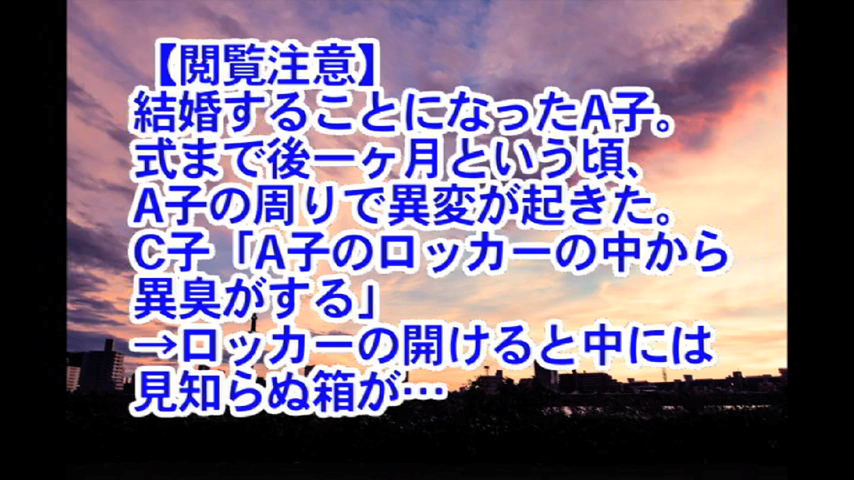 【閲覧注意】
結婚することになったA子。
式まで後一ヶ月という頃、
A子の周りで異変が起きた。
C子「A子のロッカーの中から
異臭がする」
→ロッカーの開けると中には
見知らぬ箱が…